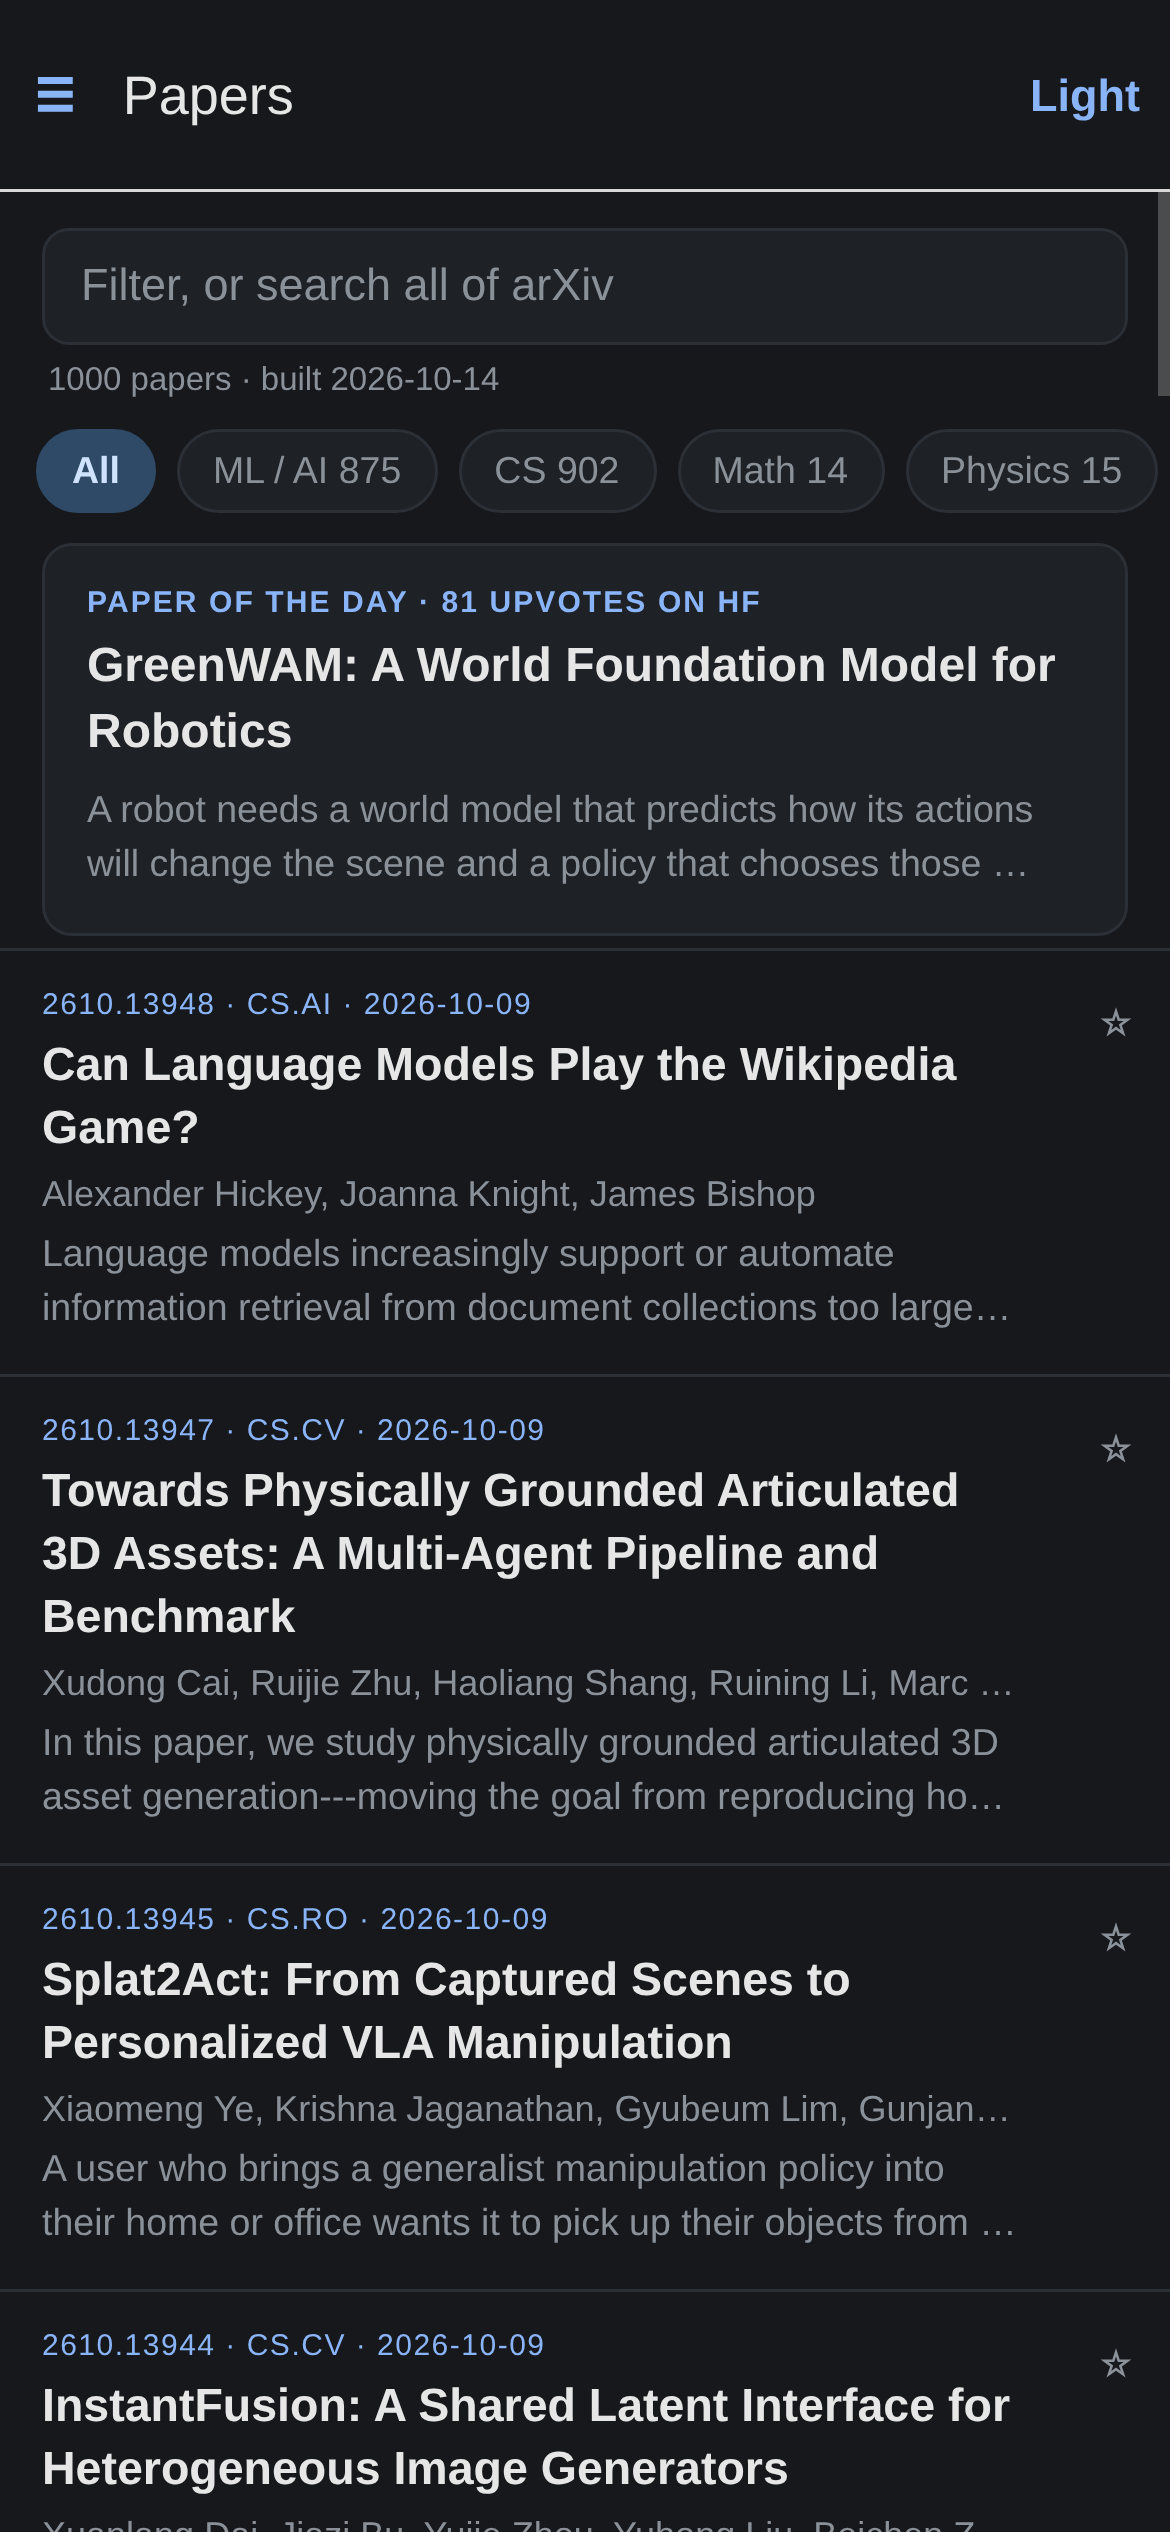 Papers
Light
Filter, or search all of arXiv
1000 papers · built 2026-10-14
All
ML / AI 875
CS 902
Math 14
Physics 15
PAPER OF THE DAY · 81 UPVOTES ON HF
GreenWAM: A World Foundation Model for
Robotics
A robot needs a world model that predicts how its actions
will change the scene and a policy that chooses those …
2610.13948 · CS.AI · 2026-10-09
Can Language Models Play the Wikipedia
Game?
Alexander Hickey, Joanna Knight, James Bishop
Language models increasingly support or automate
information retrieval from document collections too large…
2610.13947 · CS.CV · 2026-10-09
Towards Physically Grounded Articulated
3D Assets: A Multi-Agent Pipeline and
Benchmark
Xudong Cai, Ruijie Zhu, Haoliang Shang, Ruining Li, Marc …
In this paper, we study physically grounded articulated 3D
asset generation---moving the goal from reproducing ho…
2610.13945 · CS.RO · 2026-10-09
Splat2Act: From Captured Scenes to
Personalized VLA Manipulation
Xiaomeng Ye, Krishna Jaganathan, Gyubeum Lim, Gunjan…
A user who brings a generalist manipulation policy into
their home or office wants it to pick up their objects from …
2610.13944 · CS.CV · 2026-10-09
InstantFusion: A Shared Latent Interface for
Heterogeneous Image Generators